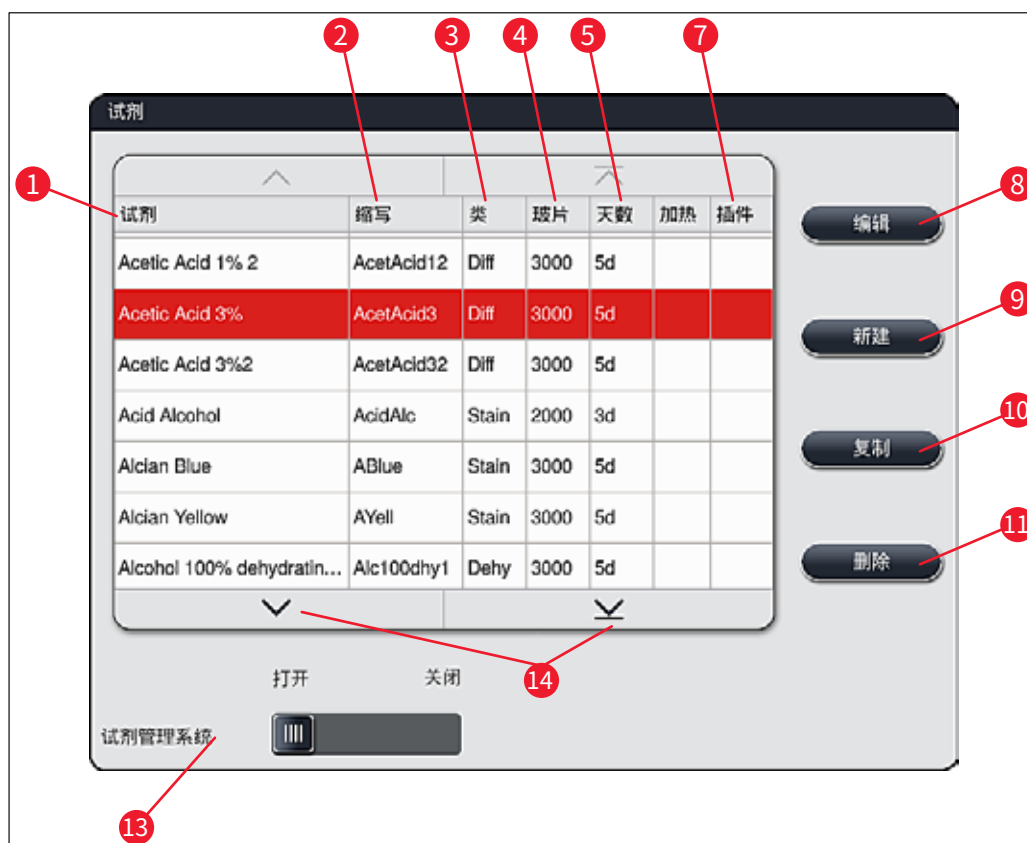 2 3 4 5 7
试剂
1
8
试剂 缩写 类 玻片 天数 加热 插件
编辑
Acetic Acid 1% 2 AcetAcid12 Diff 3000 5d
9
Acetic Acid 3% AcetAcid3 Diff 3000 5d
新建
Acetic Acid 3%2 AcetAcid32 Diff 3000 5d
10
Acid Alcohol AcidAlc Stain 2000 3d
复制
Alcian Blue ABlue Stain 3000 5d
Alcian Yellow AYell Stain 3000 5d
11
Alcohol 100% dehydratin... Alc100dhy1 Dehy 3000 5d
删除
打开 关闭
14
试剂管理系统
13